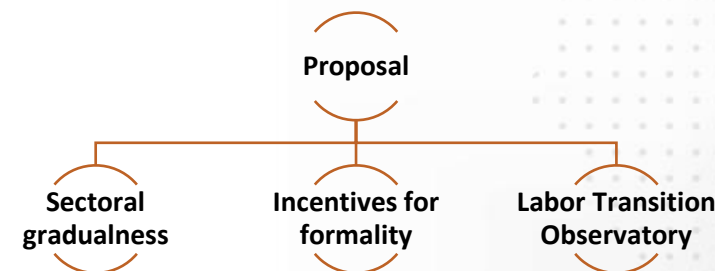 Proposal
Sectoral
gradualness
Incentives for
formality
Labor Transition
Observatory